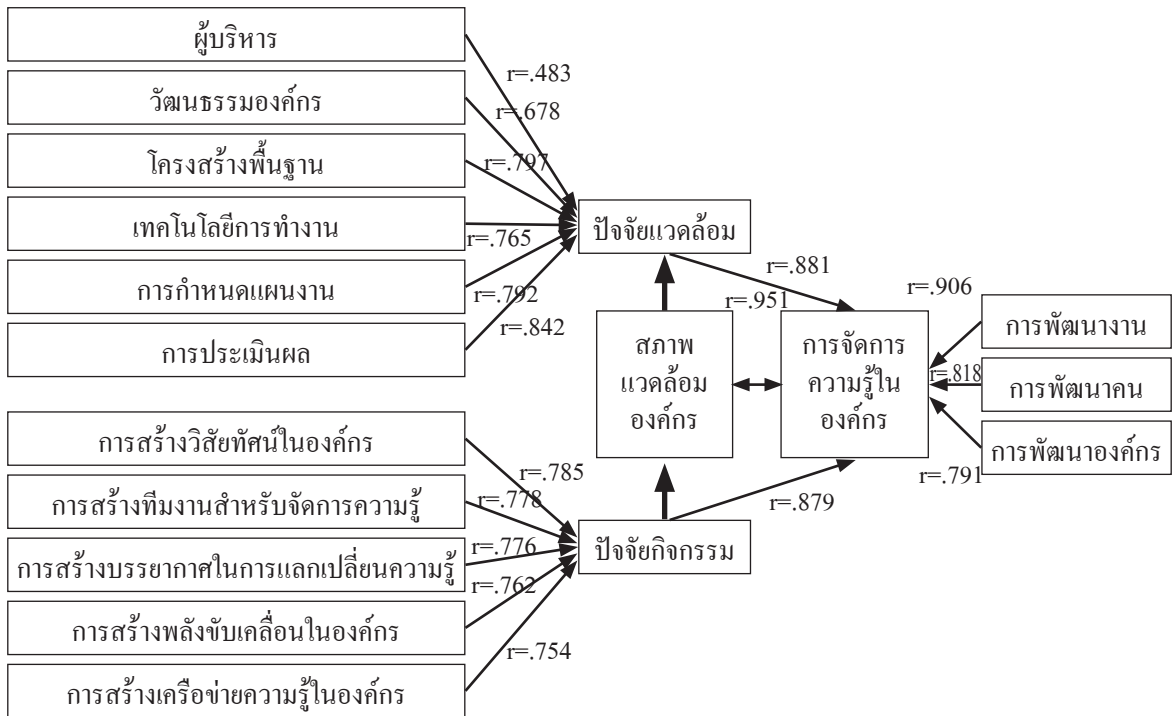 ผู้บริหาร
r=.483
วัฒนธรรมองค์กร
r=.678
โครงสร้างพื้นฐาน
r=.797
เทคโนโลยีการทำงาน
r=.765
ปัจจัยแวดล้อม
การกำหนดแผนงาน
r=.792
r=.881
r=.951
r=.906
การประเมินผล
r=.842
สภาพ
แวดล้อม
องค์กร
การจัดการ
ความรู้ใน
องค์กร
การพัฒนางาน
r=.818
การพัฒนาคน
การพัฒนาองค์กร
r=.791
การสร้างวิสัยทัศน์ในองค์กร
r=.785
การสร้างทีมงานสำหรับจัดการความรู้
r=.778
r=.879
การสร้างบรรยากาศในการแลกเปลี่ยนความรู้
r=.776
ปัจจัยกิจกรรม
r=.762
การสร้างพลังขับเคลื่อนในองค์กร
r=.754
การสร้างเครือข่ายความรู้ในองค์กร